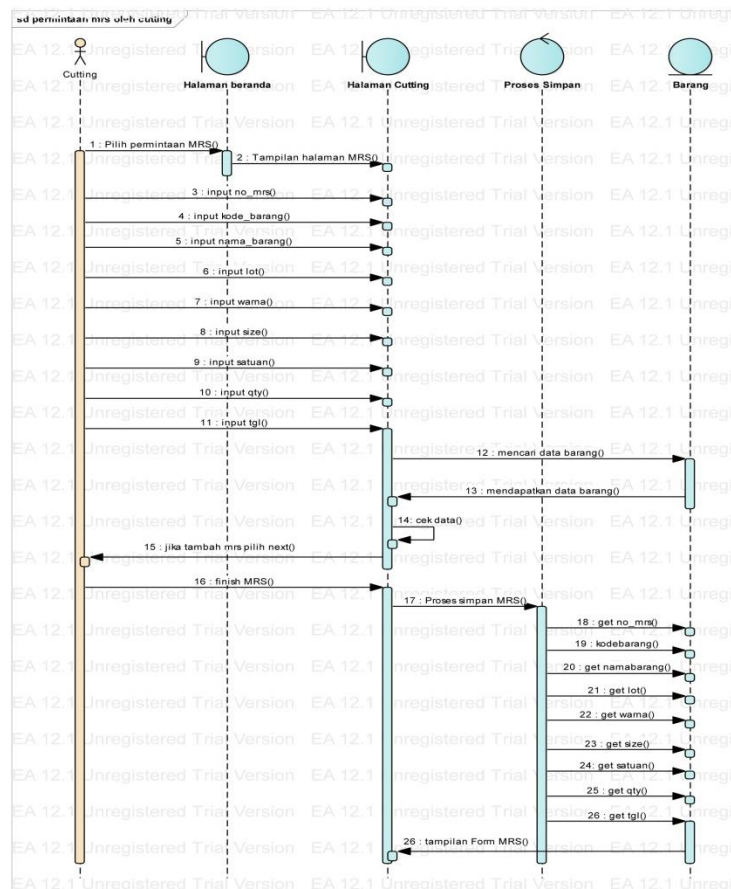 sd permintaan mrs oleh cutting
Cutting
Halaman beranda
Halaman Cutting
Proses Simpan
Barang
1 : Pilih permintaan MRS()
2 : Tampilan halaman MRS()
3 : input no_mrs()
4 : input kode_barang()
5 : input nama_barang()
6 : input lot()
7 : input warna()
8 : input size()
9 : input satuan()
10 : input qty()
11 : input tgl()
12 : mencari data barang()
13 : mendapatkan data barang()
14: cek data()
15 : jika tambah mrs pilih next()
16 : finish MRS()
17 : Proses simpan MRS()
18 : get no_mrs()
19 : kodebarang()
20 : get namabarang()
21 : get lot()
22 : get warna()
23 : get size()
24: get satuan()
25 : get qty()
26 : get tgl()
26 : tampilan Form MRS()
EA 12.1 Unregistered Trial Version